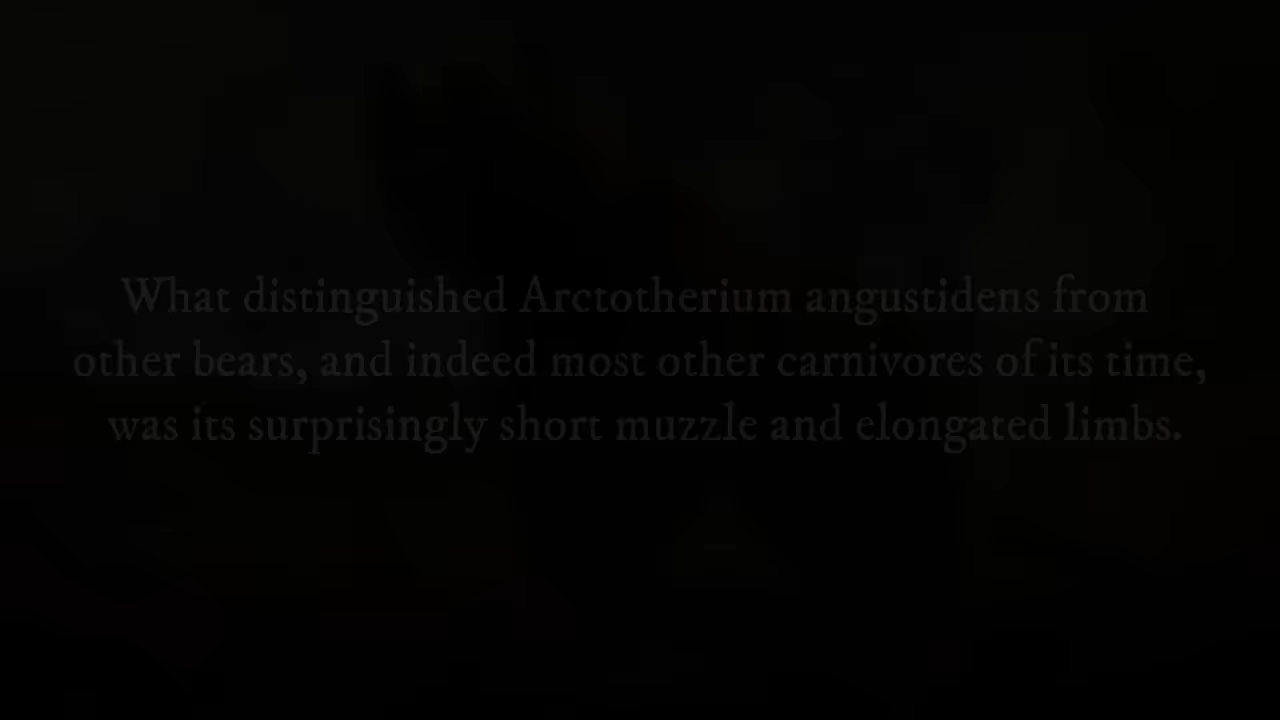 What distinguished Arctotherium angustidens from
other bears, and indeed most other carnivores of its time,
was its surprisingly short muzzle and elongated limbs.